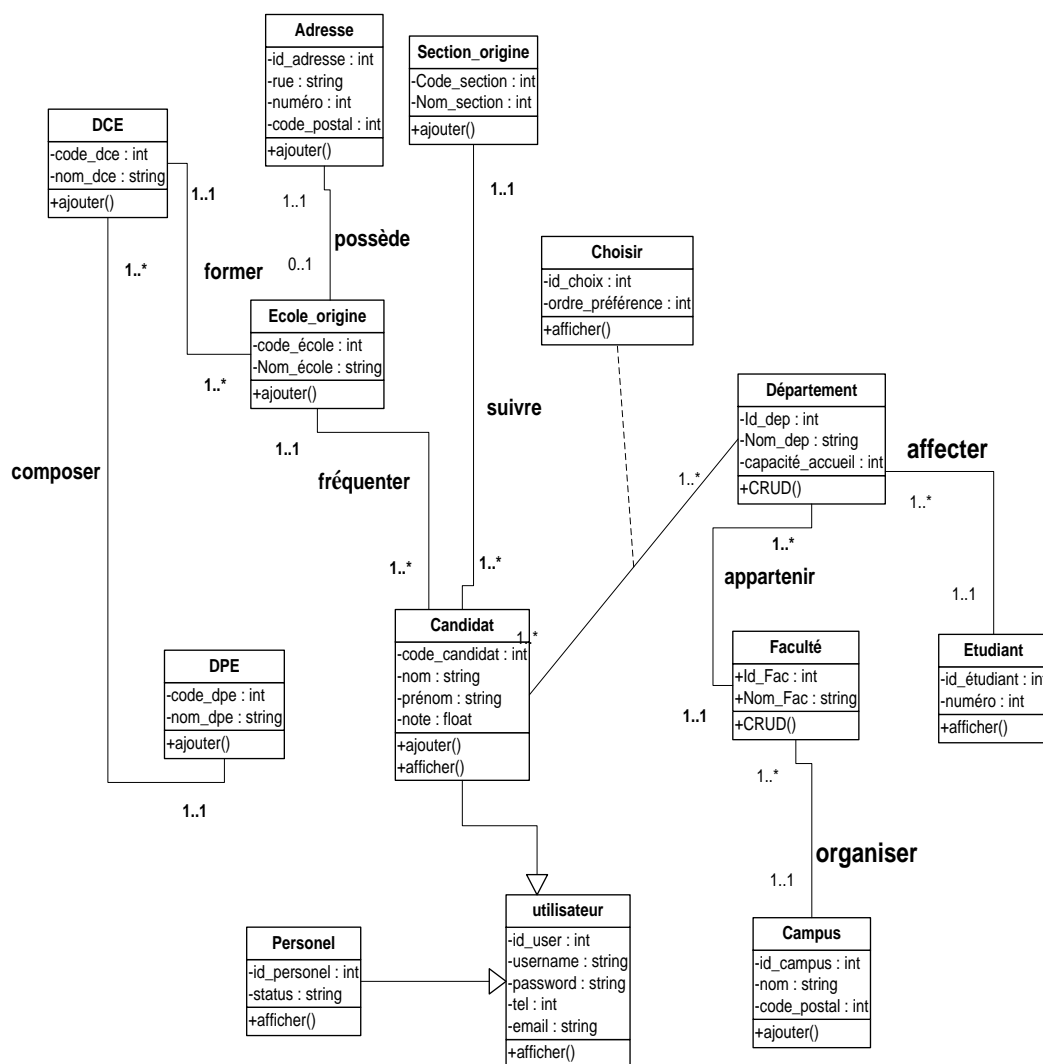 Adresse
-id_adresse : int
-rue : string
-numéro : int
-code_postal : int
+ajouter()
Section_origine
-Code_section : int
-Nom_section : int
+ajouter()
DCE
-code_dce : int
-nom_dce : string
+ajouter()
1..1
1..1
1..1
possède
Choisir
-id_choix : int
-ordre_préférence : int
+afficher()
1..*
former
0..1
Ecole_origine
-code_école : int
-Nom_école : string
+ajouter()
1..*
Département
-Id_dep : int
-Nom_dep : string
-capacité_accueil : int
+CRUD()
suivre
1..1
composer
fréquenter
1..*
affecter
1..*
1..*
appartenir
1..*
1..*
1..1
Candidat
-code_candidat : int
-nom : string
-prénom : string
-note : float
+ajouter()
+afficher()
1..*
Faculté
+Id_Fac : int
+Nom_Fac : string
+CRUD()
Etudiant
-id_étudiant : int
-numéro : int
+afficher()
DPE
-code_dpe : int
-nom_dpe : string
+ajouter()
1..1
1..*
1..1
organiser
1..1
utilisateur
-id_user : int
-username : string
-password : string
-tel : int
-email : string
+afficher()
Personel
-id_personel : int
-status : string
+afficher()
Campus
-id_campus : int
-nom : string
-code_postal : int
+ajouter()